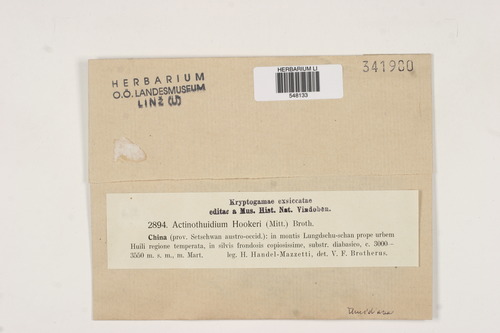 HERBARIUM
O.Ö. LANDESMUSEUM
LINZ (LI)
HERBARIUM LI
548133
341900
Kryptogamae exsiccatae
editae a Mus. Hist. Nat. Vindobon.
2894. Actinothuidium Hookeri (Mitt.) Broth.
China (prov. Setschwan austro-occid.): in montis Lungdschu-schan prope urbem
Huili regione temperata, in silvis frondosis copiosissime, substr. diabasico, c. 3000–
3550 m. s. m., m. Mart. leg. H. Handel-Mazzetti, det. V. F. Brotherus.